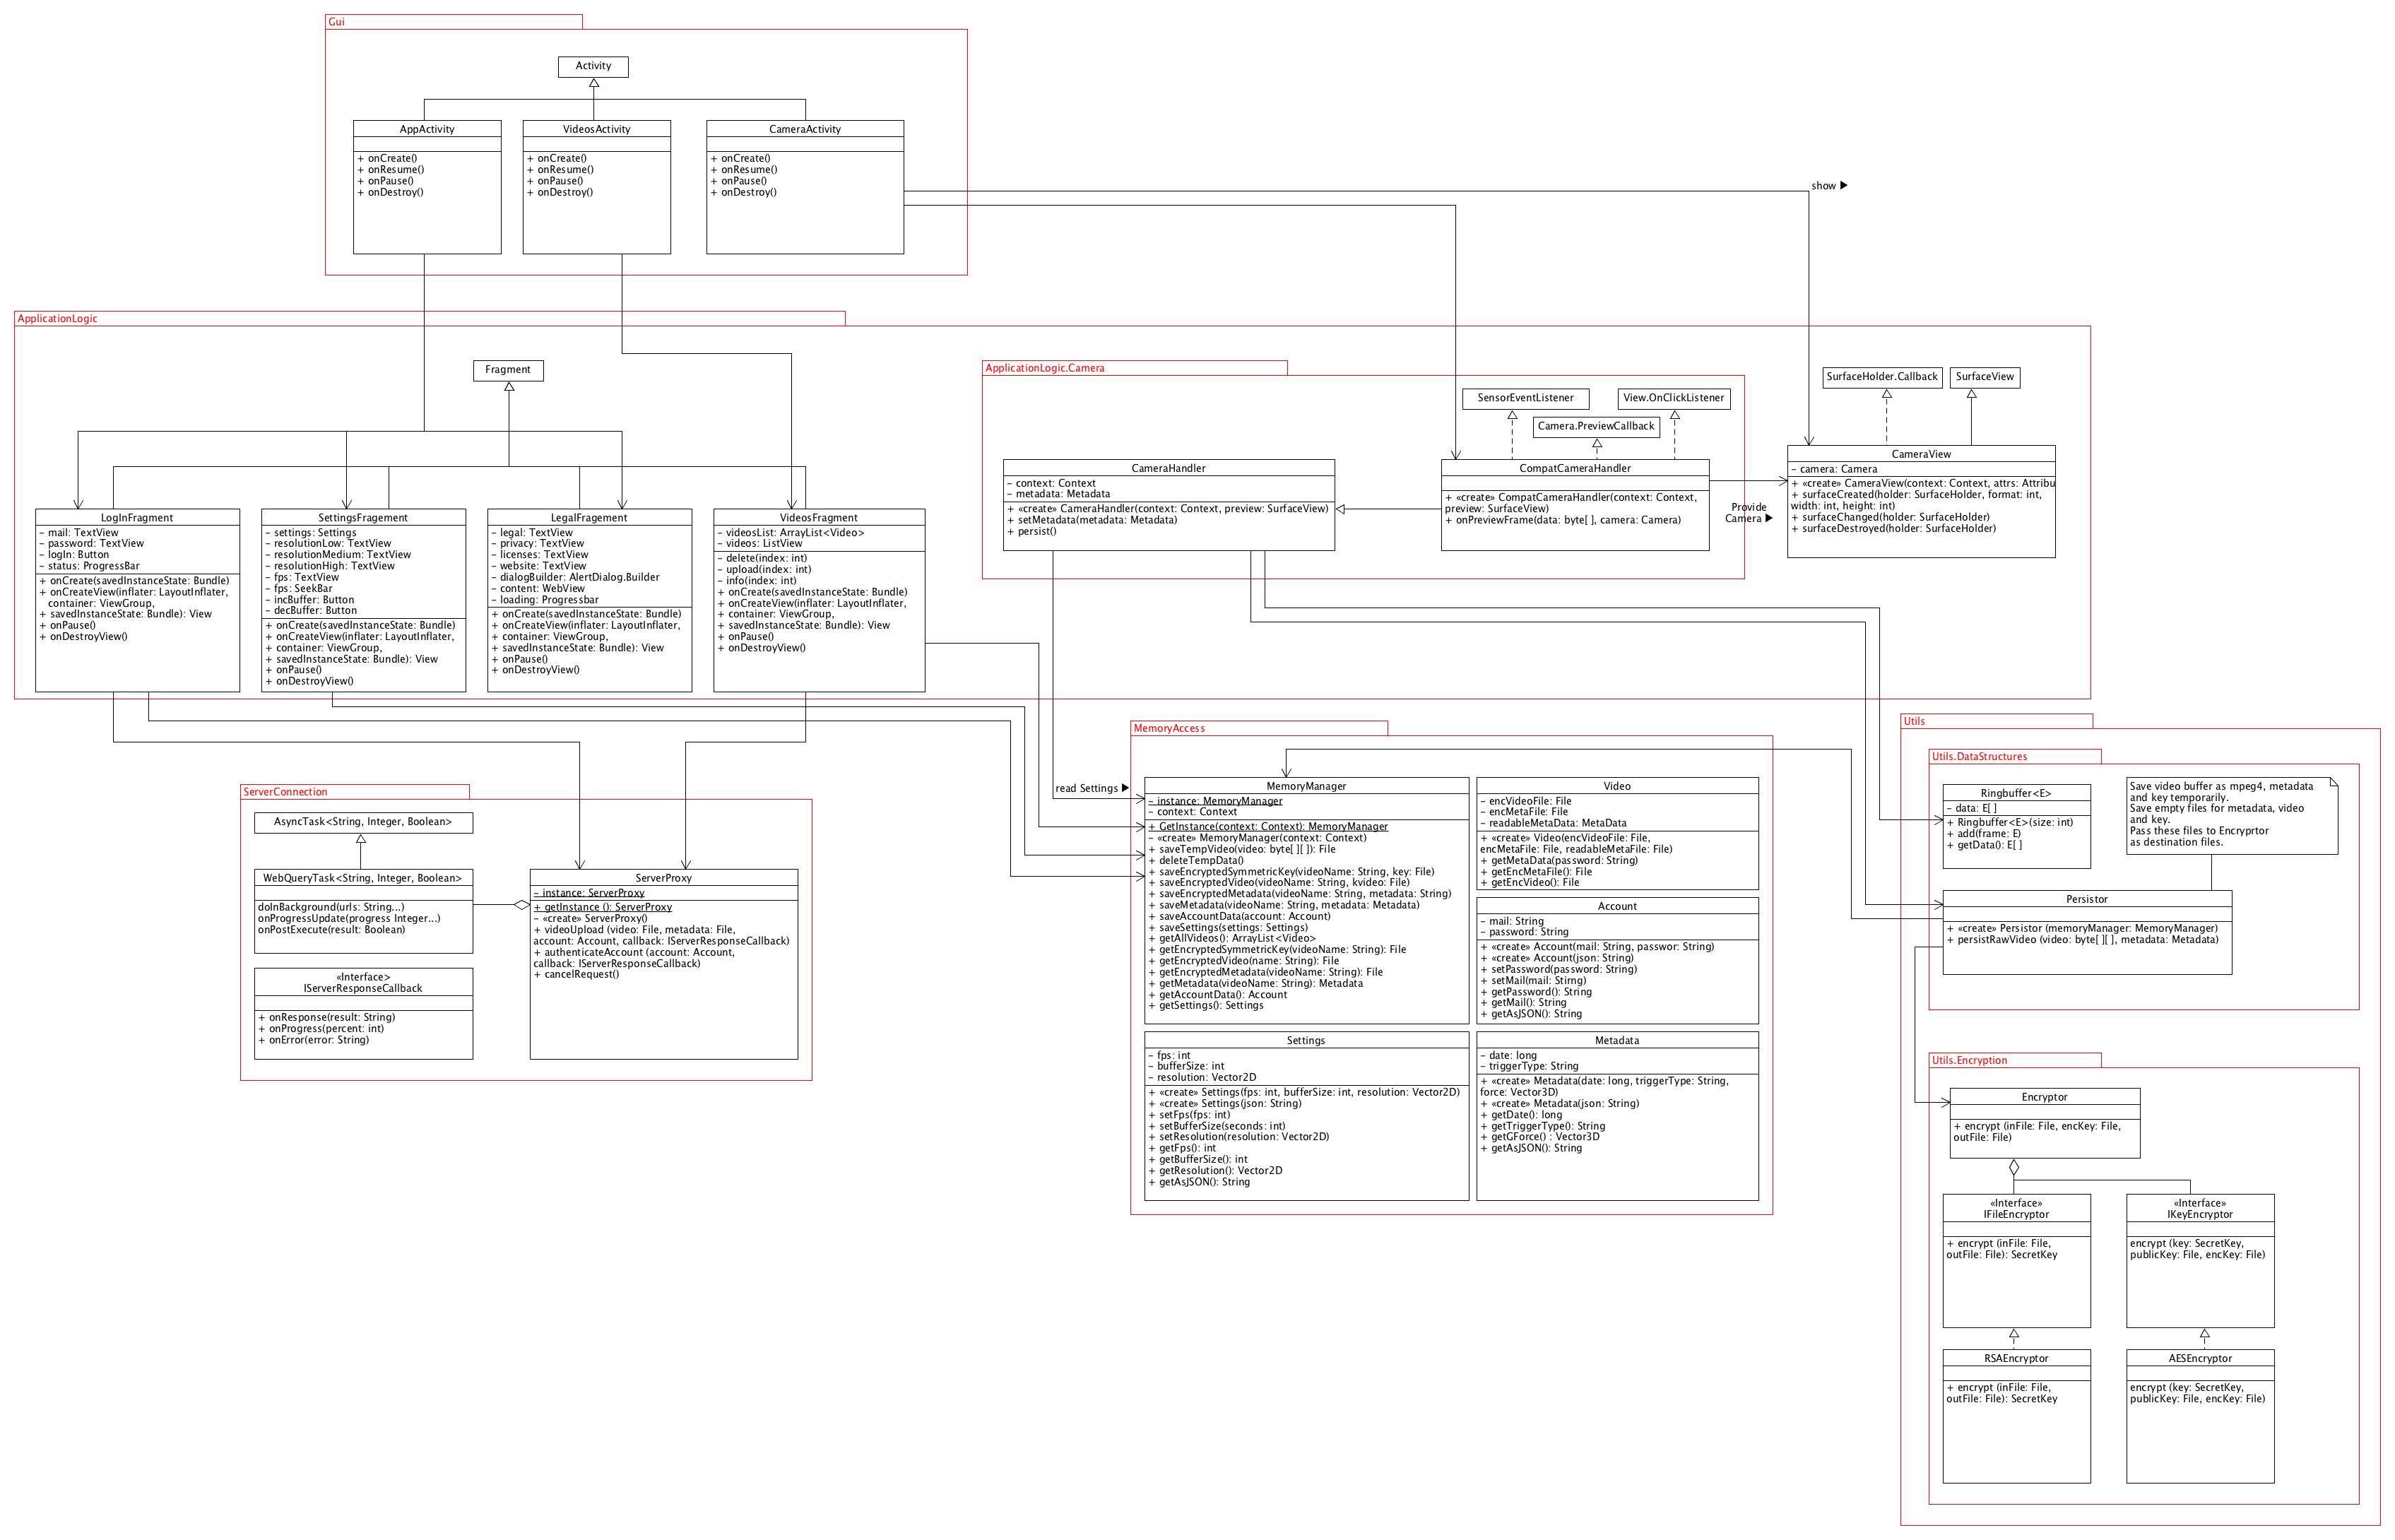 Gui
Activity
AppActivity
+ onCreate()
+ onResume()
+ onPause()
+ onDestroy()
VideosActivity
+ onCreate()
+ onResume()
+ onPause()
+ onDestroy()
CameraActivity
+ onCreate()
+ onResume()
+ onPause()
+ onDestroy()
show ▶
ApplicationLogic
Fragment
LogInFragment
– mail: TextView
– password: TextView
– logIn: Button
– status: ProgressBar
+ onCreate(savedInstanceState: Bundle)
+ onCreateView(inflater: LayoutInflater,
container: ViewGroup,
+ savedInstanceState: Bundle): View
+ onPause()
+ onDestroyView()
SettingsFragement
– settings: Settings
– resolutionLow: TextView
– resolutionMedium: TextView
– resolutionHigh: TextView
– fps: TextView
– fps: SeekBar
– incBuffer: Button
– decBuffer: Button
+ onCreate(savedInstanceState: Bundle)
+ onCreateView(inflater: LayoutInflater,
+ container: ViewGroup,
+ savedInstanceState: Bundle): View
+ onPause()
+ onDestroyView()
LegalFragement
– legal: TextView
– privacy: TextView
– licenses: TextView
– website: TextView
– dialogBuilder: AlertDialog.Builder
– content: WebView
– loading: Progressbar
+ onCreate(savedInstanceState: Bundle)
+ onCreateView(inflater: LayoutInflater,
+ container: ViewGroup,
+ savedInstanceState: Bundle): View
+ onPause()
+ onDestroyView()
VideosFragment
– videosList: ArrayList<Video>
– videos: ListView
– delete(index: int)
– upload(index: int)
– info(index: int)
+ onCreate(savedInstanceState: Bundle)
+ onCreateView(inflater: LayoutInflater,
+ container: ViewGroup,
+ savedInstanceState: Bundle): View
+ onPause()
+ onDestroyView()
ApplicationLogic.Camera
SensorEventListener
View.OnClickListener
Camera.PreviewCallback
CameraHandler
– context: Context
– metadata: Metadata
+ «create» CameraHandler(context: Context, preview: SurfaceView)
+ setMetadata(metadata: Metadata)
+ persist()
CompatCameraHandler
+ «create» CompatCameraHandler(context: Context,
preview: SurfaceView)
+ onPreviewFrame(data: byte[ ], camera: Camera)
Provide
Camera ▶
SurfaceHolder.Callback
SurfaceView
CameraView
– camera: Camera
+ «create» CameraView(context: Context, attrs: Attribu
+ surfaceCreated(holder: SurfaceHolder, format: int,
width: int, height: int)
+ surfaceChanged(holder: SurfaceHolder)
+ surfaceDestroyed(holder: SurfaceHolder)
ServerConnection
AsyncTask<String, Integer, Boolean>
WebQueryTask<String, Integer, Boolean>
doInBackground(urls: String...)
onProgressUpdate(progress Integer...)
onPostExecute(result: Boolean)
«Interface>
IServerResponseCallback
+ onResponse(result: String)
+ onProgress(percent: int)
+ onError(error: String)
ServerProxy
– instance: ServerProxy
+ getInstance (): ServerProxy
– «create» ServerProxy()
+ videoUpload (video: File, metadata: File,
account: Account, callback: IServerResponseCallback)
+ authenticateAccount (account: Account,
callback: IServerResponseCallback)
+ cancelRequest()
MemoryAccess
read Settings ▶
MemoryManager
– instance: MemoryManager
– context: Context
+ GetInstance(context: Context): MemoryManager
– «create» MemoryManager(context: Context)
+ saveTempVideo(video: byte[ ][ ]): File
+ deleteTempData()
+ saveEncryptedSymmetricKey(videoName: String, key: File)
+ saveEncryptedVideo(videoName: String, kvideo: File)
+ saveEncryptedMetadata(videoName: String, metadata: String)
+ saveMetadata(videoName: String, metadata: Metadata)
+ saveAccountData(account: Account)
+ saveSettings(settings: Settings)
+ getAllVideos(): ArrayList<Video>
+ getEncryptedSymmetricKey(videoName: String): File
+ getEncryptedVideo(name: String): File
+ getEncryptedMetadata(videoName: String): File
+ getMetadata(videoName: String): Metadata
+ getAccountData(): Account
+ getSettings(): Settings
Video
– encVideoFile: File
– encMetaFile: File
– readableMetaData: MetaData
+ «create» Video(encVideoFile: File,
encMetaFile: File, readableMetaFile: File)
+ getMetaData(password: String)
+ getEncMetaFile(): File
+ getEncVideo(): File
Account
– mail: String
– password: String
+ «create» Account(mail: String, passwor: String)
+ «create» Account(json: String)
+ setPassword(password: String)
+ setMail(mail: Stirng)
+ getPassword(): String
+ getMail(): String
+ getAsJSON(): String
Settings
– fps: int
– bufferSize: int
– resolution: Vector2D
+ «create» Settings(fps: int, bufferSize: int, resolution: Vector2D)
+ «create» Settings(json: String)
+ setFps(fps: int)
+ setBufferSize(seconds: int)
+ setResolution(resolution: Vector2D)
+ getFps(): int
+ getBufferSize(): int
+ getResolution(): Vector2D
+ getAsJSON(): String
Metadata
– date: long
– triggerType: String
+ «create» Metadata(date: long, triggerType: String,
force: Vector3D)
+ «create» Metadata(json: String)
+ getDate(): long
+ getTriggerType(): String
+ getGForce() : Vector3D
+ getAsJSON(): String
Utils
Utils.DataStructures
Ringbuffer<E>
– data: E[ ]
+ Ringbuffer<E>(size: int)
+ add(frame: E)
+ getData(): E[ ]
Save video buffer as mpeg4, metadata
and key temporarily.
Save empty files for metadata, video
and key.
Pass these files to Encyprtor
as destination files.
Persistor
+ «create» Persistor (memoryManager: MemoryManager)
+ persistRawVideo (video: byte[ ][ ], metadata: Metadata)
Utils.Encryption
Encryptor
+ encrypt (inFile: File, encKey: File,
outFile: File)
«Interface»
IFileEncryptor
+ encrypt (inFile: File,
outFile: File): SecretKey
«Interface»
IKeyEncryptor
encrypt (key: SecretKey,
publicKey: File, encKey: File)
RSAEncryptor
+ encrypt (inFile: File,
outFile: File): SecretKey
AESEncryptor
encrypt (key: SecretKey,
publicKey: File, encKey: File)